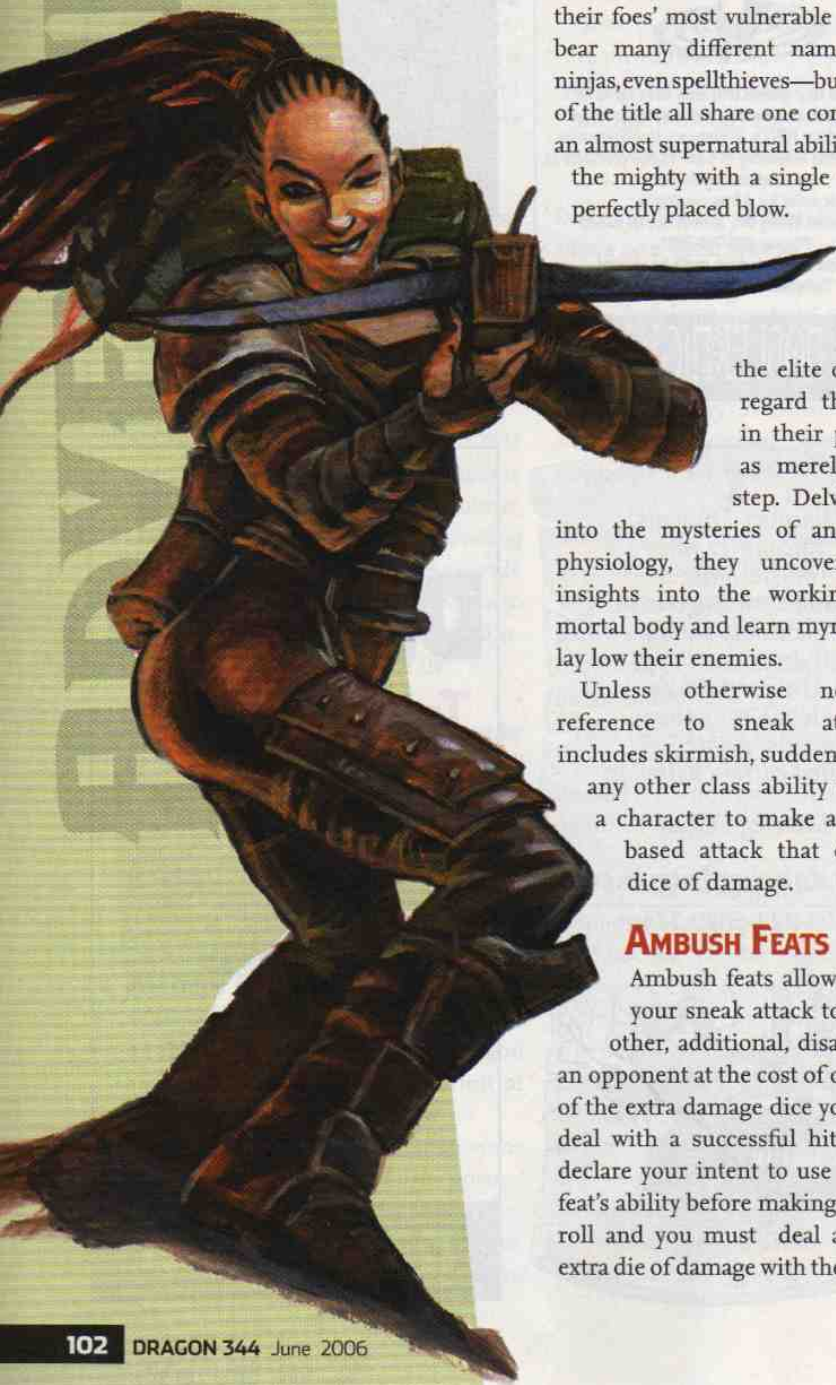 their foes’ most vulnerable
bear many different nam
ninjas, even spellthieves—bu
of the title all share one con
an almost supernatural abili
the mighty with a single
perfectly placed blow.
the elite
regard th
in their
as merel
step. Delv
into the mysteries of an
physiology, they uncove
insights into the workin
mortal body and learn myr
lay low their enemies.
Unless otherwise n
reference to sneak at
includes skirmish, sudden
any other class ability
a character to make a
based attack that
dice of damage.
AMBUSH FEATS
Ambush feats allow
your sneak attack to
other, additional, disa
an opponent at the cost of
of the extra damage dice yo
deal with a successful hit
declare your intent to use
feat's ability before making
roll and you must deal a
extra die of damage with the
102 DRAGON 344 June 2006